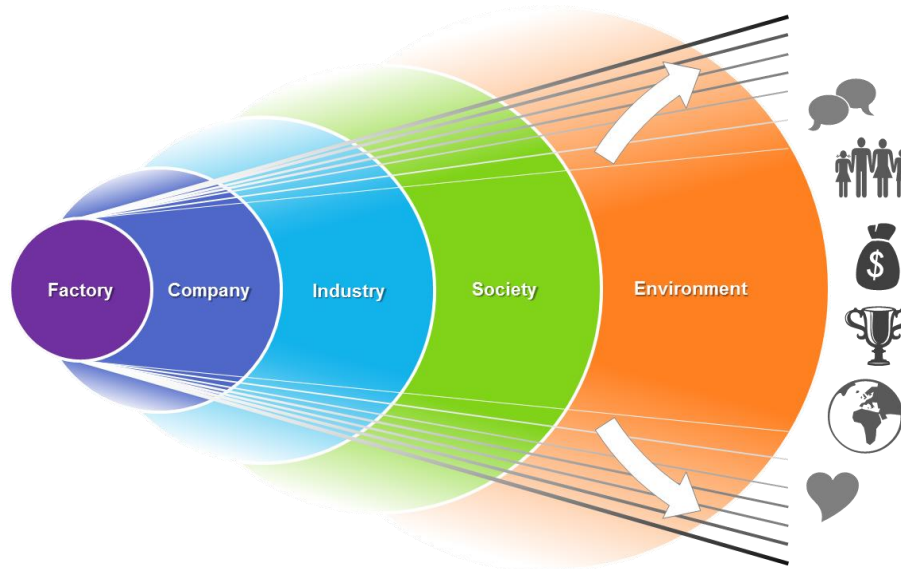 Factory
Company
Industry
Society
Environment
$